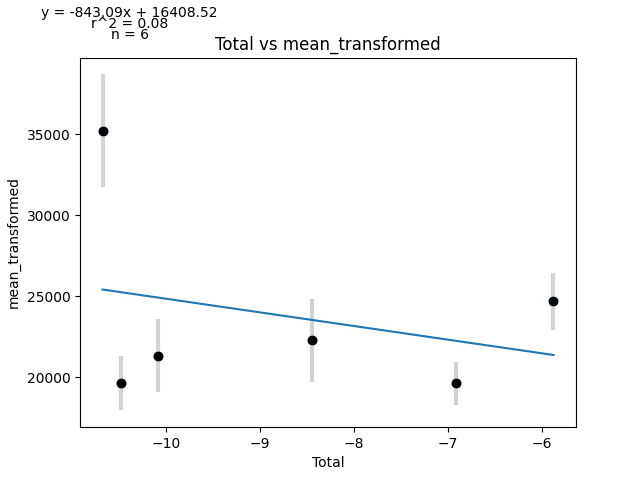 y = -843.09x + 16408.52
r^2 = 0.08
n = 6
Total vs mean_transformed
mean_transformed
35000
30000
25000
20000
−10
−9
−8
−7
−6
Total